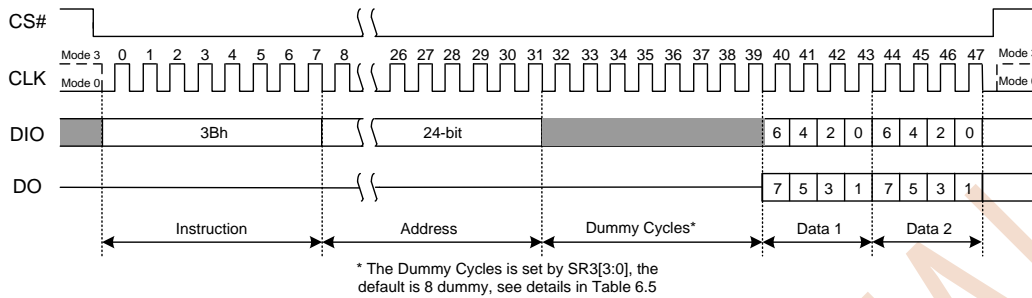 CS#
Mode 3 0 1 2 3 4 5 6 7 8 26 27 28 29 30 31 32 33 34 35 36 37 38 39 40 41 42 43 44 45 46 47 Mode 3
CLK
Mode 0
DIO 3Bh 24-bit 6 4 2 0 6 4 2 0
DO 7 5 3 1 7 5 3 1
Instruction Address Dummy Cycles* Data 1 Data 2
* The Dummy Cycles is set by SR3[3:0], the
default is 8 dummy, see details in Table 6.5